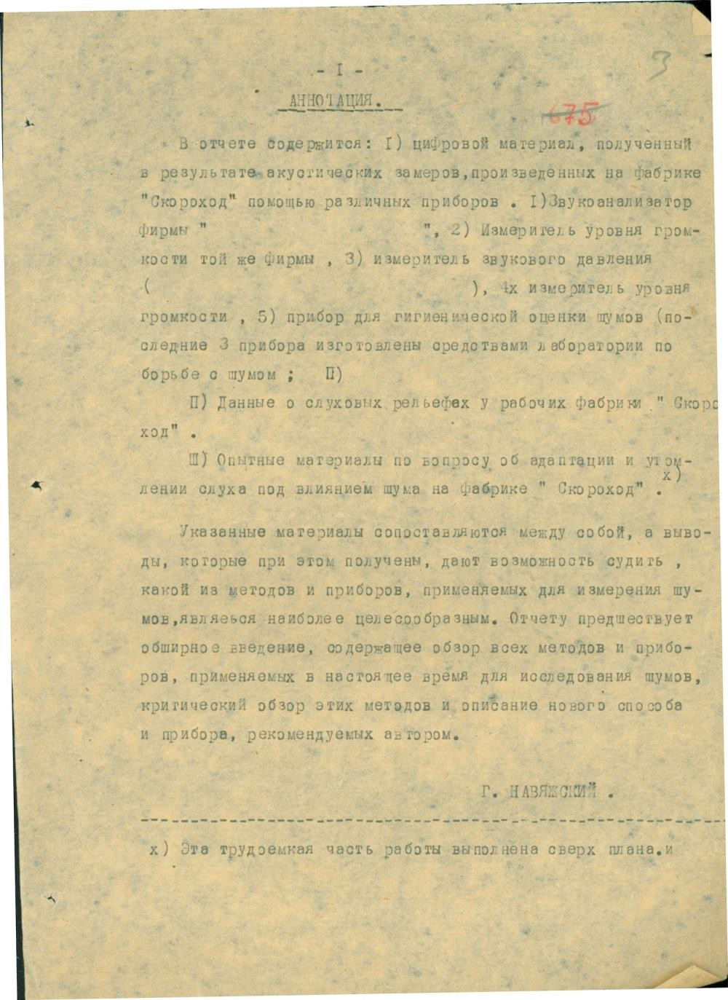 3
- I -
АННОТАЦИЯ.
675
В отчете содержится: I) цифровой материал, полученный
в результате акустических замеров,произведенных на фабрике
"Скороход" помощью различных приборов . I)Звукоанализатор
фирмы " ", 2) Измеритель уровня гром-
кости той же фирмы , 3) измеритель звукового давления
( ), 4х измеритель уровня
громкости , 5) прибор для гигиенической оценки шумов (по-
следние 3 прибора изготовлены средствами лаборатории по
борьбе с шумом ; П)
П) Данные о слуховых рельефах у рабочих фабрики " Скоро
ход" .
Ш) Опытные материалы по вопросу об адаптации и утом-
лении слуха под влиянием шума на фабрике " Скороход" . х)
Указанные материалы сопоставляются между собой, а выво-
ды, которые при этом получены, дают возможность судить ,
какой из методов и приборов, применяемых для измерения шу-
мов,являеься наиболее целесообразным. Отчету предшествует
обширное введение, содержащее обзор всех методов и прибо-
ров, применяемых в настоящее время для исследования шумов,
критический обзор этих методов и описание нового способа
и прибора, рекомендуемых автором.
Г. НАВЯЖСКИЙ .
х) Эта трудоемкая часть работы выполнена сверх плана.и